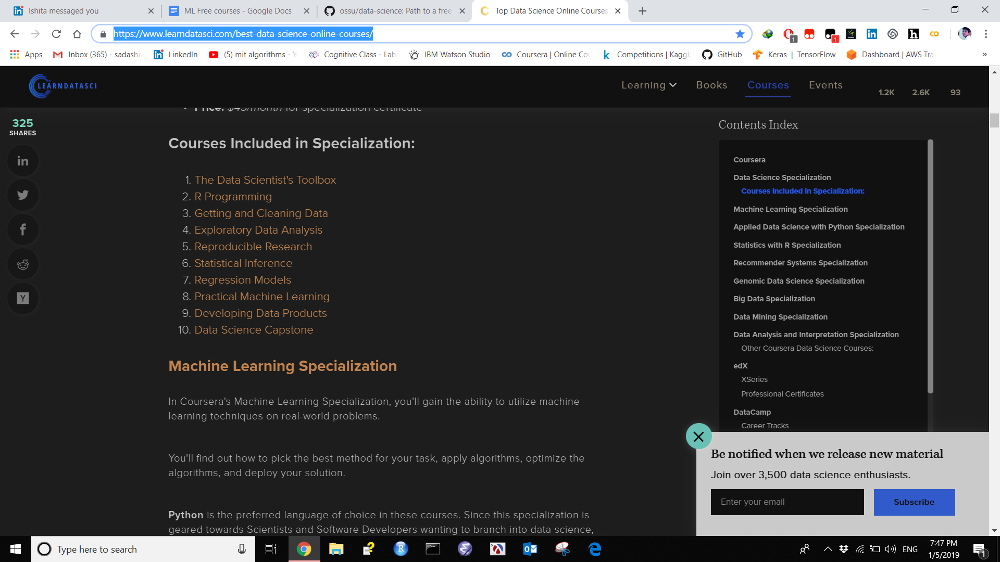 Ishita messaged you
ML Free courses - Google Docs
ossu/data-science: Path to a free
Top Data Science Online Courses
https://www.learndatasci.com/best-data-science-online-courses/
1
1
Apps
Inbox (365) - sadashi
LinkedIn
(5) mit algorithms - Y
Cognitive Class - Lab
IBM Watson Studio
Coursera | Online Co
Competitions | Kaggl
GitHub
Keras | TensorFlow
Dashboard | AWS Tra
»
LEARNDATASCI
Learning
Books
Courses
Events
1.2K
2.6K
93
Price: $49/month for specialization certificate
325
SHARES
Courses Included in Specialization:
1. The Data Scientist's Toolbox
2. R Programming
3. Getting and Cleaning Data
4. Exploratory Data Analysis
5. Reproducible Research
6. Statistical Inference
7. Regression Models
8. Practical Machine Learning
9. Developing Data Products
10. Data Science Capstone
Machine Learning Specialization
In Coursera's Machine Learning Specialization, you'll gain the ability to utilize machine
learning techniques on real-world problems.
You'll find out how to pick the best method for your task, apply algorithms, optimize the
algorithms, and deploy your solution.
Python is the preferred language of choice in these courses. Since this specialization is
geared towards Scientists and Software Developers wanting to branch into data science,
Contents Index
Coursera
Data Science Specialization
Courses Included in Specialization:
Machine Learning Specialization
Applied Data Science with Python Specialization
Statistics with R Specialization
Recommender Systems Specialization
Genomic Data Science Specialization
Big Data Specialization
Data Mining Specialization
Data Analysis and Interpretation Specialization
Other Coursera Data Science Courses:
edX
XSeries
Professional Certificates
DataCamp
Career Tracks
Be notified when we release new material
Join over 3,500 data science enthusiasts.
Enter your email
Subscribe
Type here to search
ENG
7:47 PM
1/5/2019
1